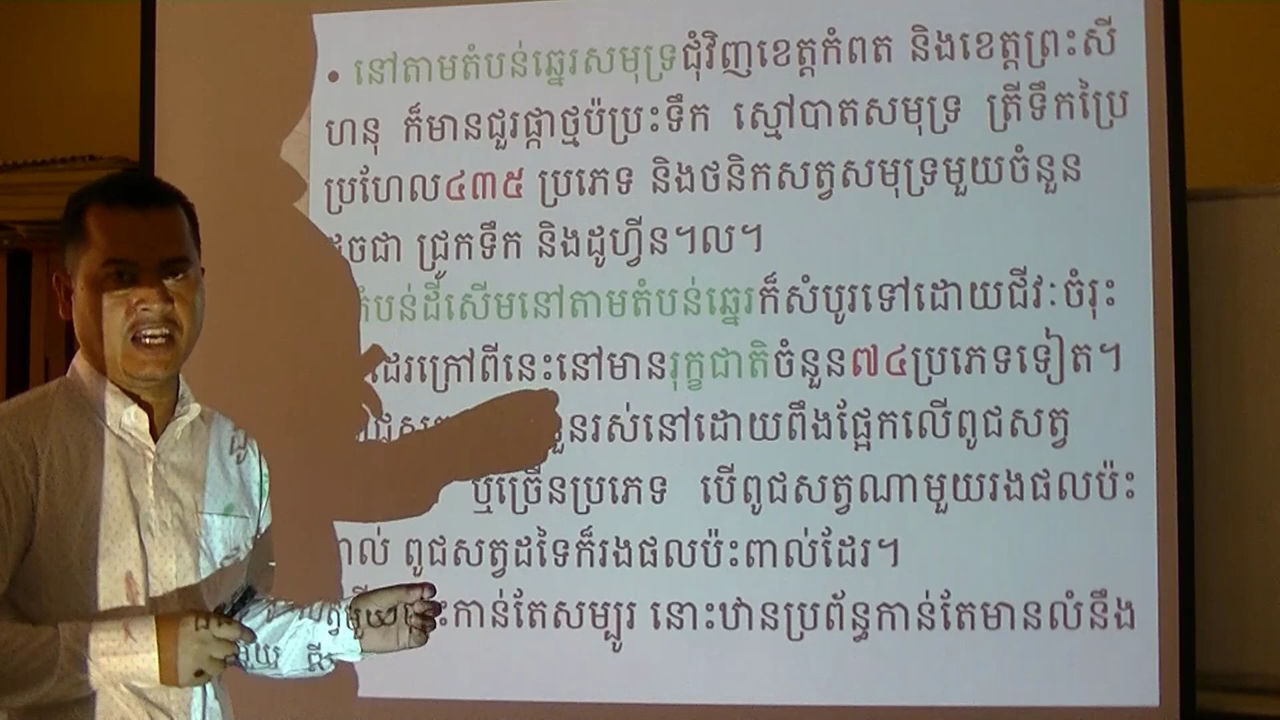 • នៅតាមតំបន់ឆ្នេរសមុទ្រជុំវិញខេត្តកំពត និងខេត្តព្រះសី
ហនុ ក៏មានជួរផ្កាថ្មប៉ប្រះទឹក ស្មៅបាតសមុទ្រ ត្រីទឹកប្រៃ
ប្រហែល៤៣៥ ប្រភេទ និងថនិកសត្វសមុទ្រមួយចំនួន
ដូចជា ជ្រូកទឹក និងដូហ្វីន។ល។
តំបន់ដីសើមនៅតាមតំបន់ឆ្នេរក៏សំបូរទៅដោយជីវៈចំរុះ
ដែរក្រៅពីនេះនៅមានរុក្ខជាតិចំនួន៧៤ប្រភេទទៀត។
រស់នៅដោយពឹងផ្អែកលើពូជសត្វ
ឬច្រើនប្រភេទ បើពូជសត្វណាមួយរងផលប៉ះ
ពាល់ ពូជសត្វដទៃក៏រងផលប៉ះពាល់ដែរ។
កាន់តែសម្បូរ នោះឋានប្រព័ន្ធកាន់តែមានលំនឹង